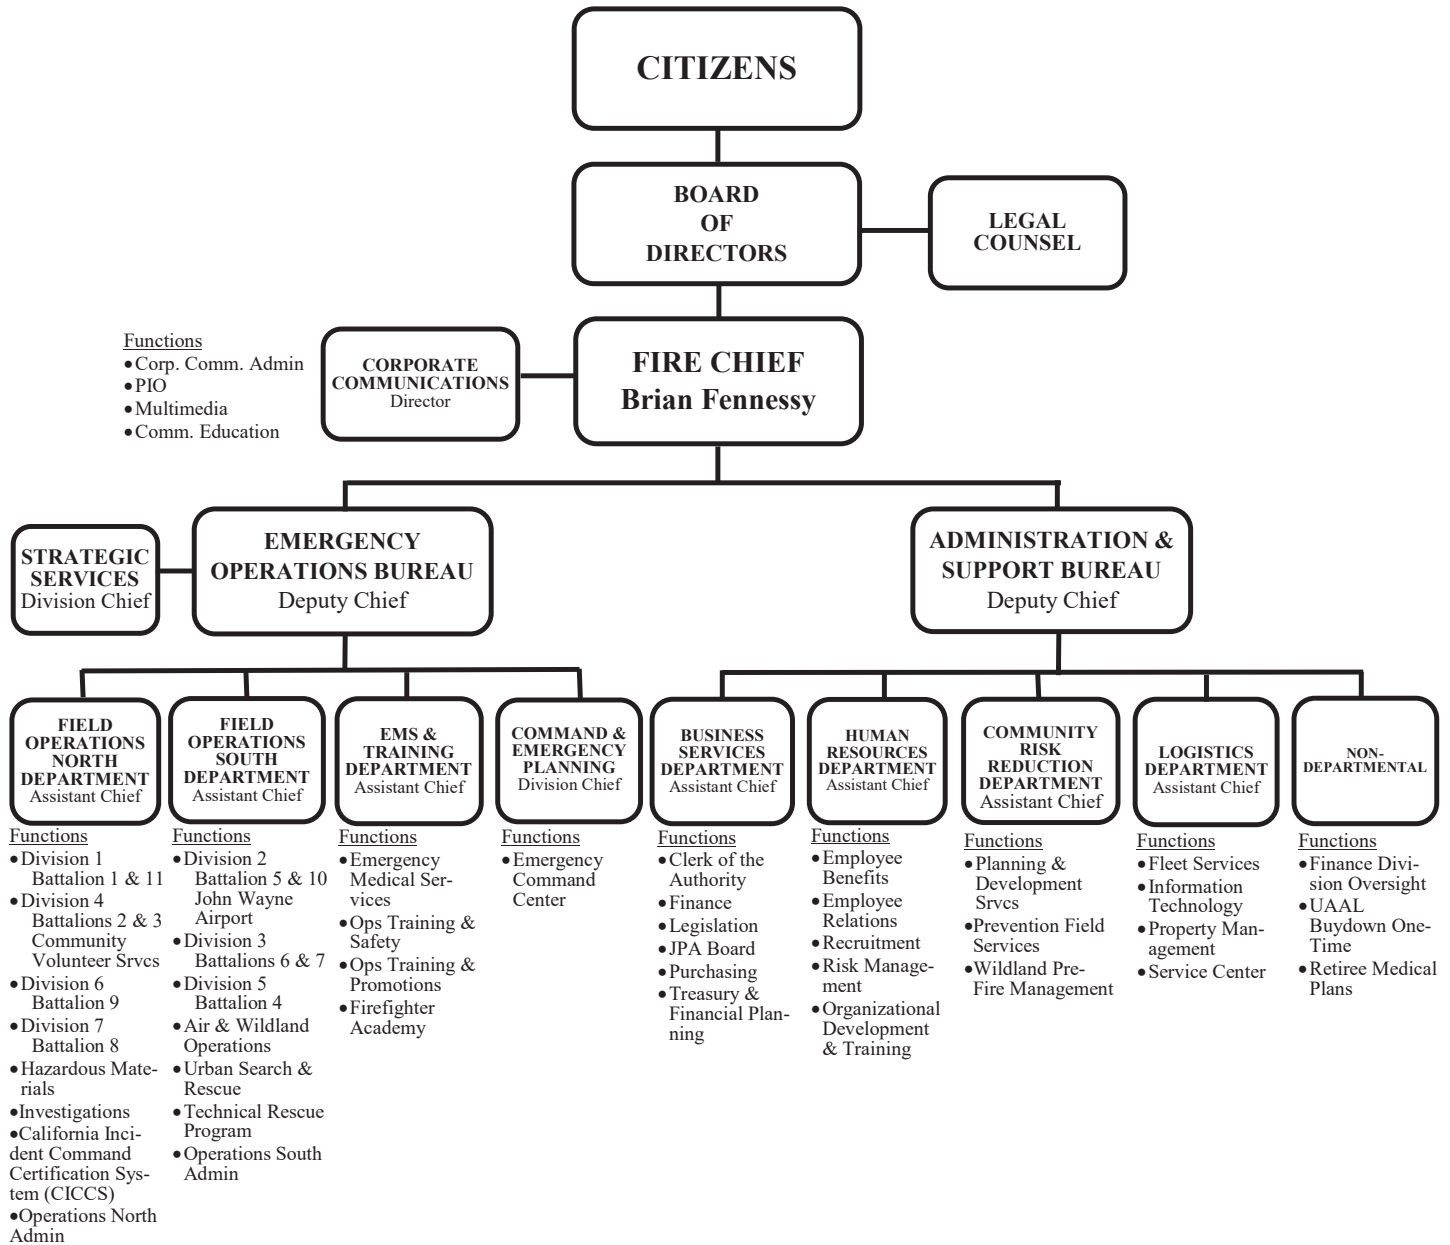 CITIZENS
BOARD
OF
DIRECTORS
LEGAL
COUNSEL
Functions
•Corp. Comm. Admin
•PIO
•Multimedia
•Comm. Education
CORPORATE
COMMUNICATIONS
Director
FIRE CHIEF
Brian Fennessy
STRATEGIC
SERVICES
Division Chief
EMERGENCY
OPERATIONS BUREAU
Deputy Chief
ADMINISTRATION &
SUPPORT BUREAU
Deputy Chief
FIELD
OPERATIONS
NORTH
DEPARTMENT
Assistant Chief
Functions
•Division 1
Battalion 1 & 11
•Division 4
Battalions 2 & 3
Community
Volunteer Srvcs
•Division 6
Battalion 9
•Division 7
Battalion 8
•Hazardous Mate-
rials
•Investigations
•California Inci-
dent Command
Certification Sys-
tem (CICCS)
•Operations North
Admin
FIELD
OPERATIONS
SOUTH
DEPARTMENT
Assistant Chief
Functions
•Division 2
Battalion 5 & 10
John Wayne
Airport
•Division 3
Battalions 6 & 7
•Division 5
Battalion 4
•Air & Wildland
Operations
•Urban Search &
Rescue
•Technical Rescue
Program
•Operations South
Admin
EMS &
TRAINING
DEPARTMENT
Assistant Chief
Functions
•Emergency
Medical Ser-
vices
•Ops Training &
Safety
•Ops Training &
Promotions
•Firefighter
Academy
COMMAND &
EMERGENCY
PLANNING
Division Chief
Functions
•Emergency
Command
Center
BUSINESS
SERVICES
DEPARTMENT
Assistant Chief
Functions
•Clerk of the
Authority
•Finance
•Legislation
•JPA Board
•Purchasing
•Treasury &
Financial Plan-
ning
HUMAN
RESOURCES
DEPARTMENT
Assistant Chief
Functions
•Employee
Benefits
•Employee
Relations
•Recruitment
•Risk Manage-
ment
•Organizational
Development
& Training
COMMUNITY
RISK
REDUCTION
DEPARTMENT
Assistant Chief
Functions
•Planning &
Development
Srvcs
•Prevention Field
Services
•Wildland Pre-
Fire Management
LOGISTICS
DEPARTMENT
Assistant Chief
Functions
•Fleet Services
•Information
Technology
•Property Man-
agement
•Service Center
NON-
DEPARTMENTAL
Functions
•Finance Divi-
sion Oversight
•UAAL
Buydown One-
Time
•Retiree Medical
Plans